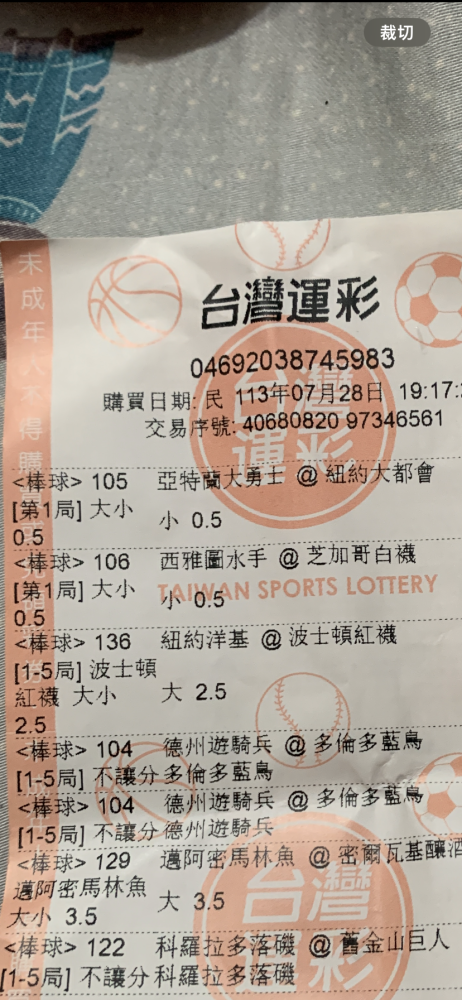 裁切
台灣運彩
04692038745983
購買日期: 民 113年07月28日 19:17:
交易序號: 40680820 97346561
<棒球> 105 亞特蘭大勇士 @ 紐約大都會
[第1局] 大小 小 0.5
0.5
<棒球> 106 西雅圖水手 @ 芝加哥白襪
TAIWAN SPORTS LOTTERY
[第1局] 大小 小 0.5
0.5
<棒球> 136 紐約洋基 @ 波士頓紅襪
[1-5局] 波士頓
紅襪 大小 大 2.5
2.5
<棒球> 104 德州遊騎兵 @ 多倫多藍鳥
[1-5局] 不讓分 多倫多藍鳥
<棒球> 104 德州遊騎兵 @ 多倫多藍鳥
[1-5局] 不讓分 德州遊騎兵
<棒球> 129 邁阿密馬林魚 @ 密爾瓦基釀酒
邁阿密馬林魚 大 3.5
大小 3.5
<棒球> 122 科羅拉多落磯 @ 舊金山巨人
[1-5局] 不讓分 科羅拉多落磯
未成年人不得購
台灣運彩
台灣運彩